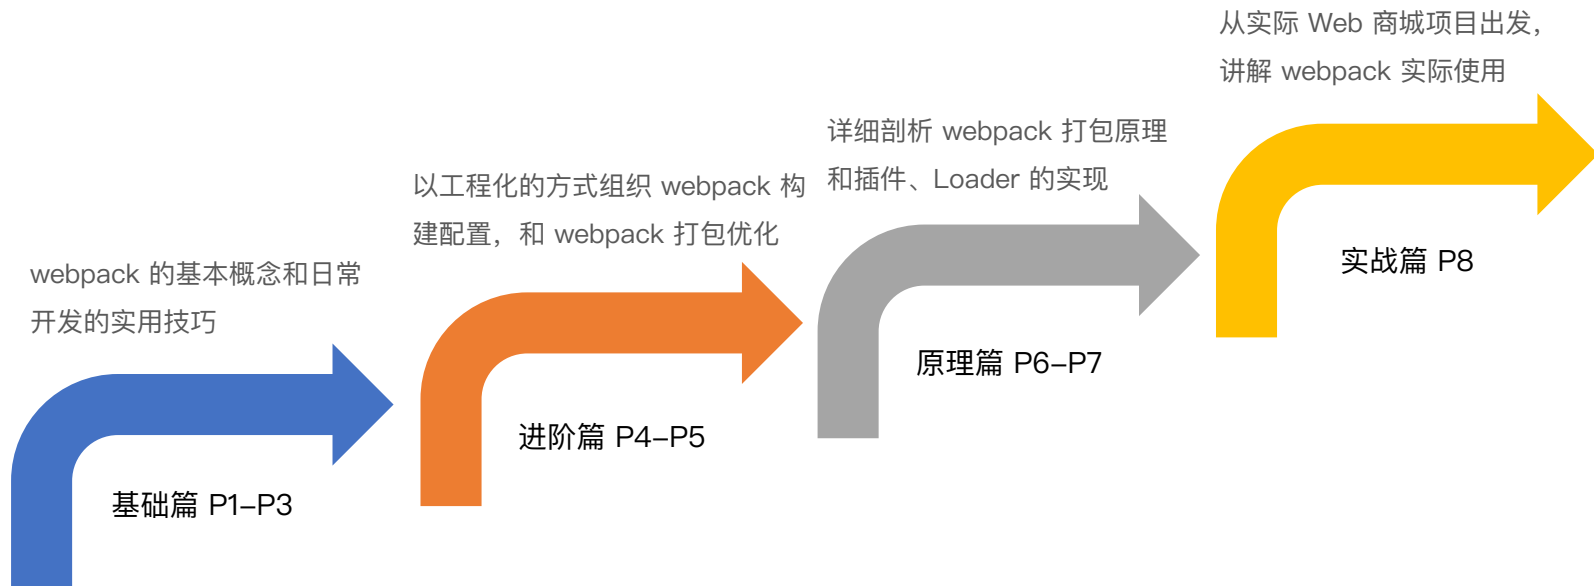 webpack 的基本概念和日常
开发的实用技巧
基础篇 P1–P3
以工程化的方式组织 webpack 构
建配置，和 webpack 打包优化
进阶篇 P4–P5
详细剖析 webpack 打包原理
和插件、Loader 的实现
原理篇 P6–P7
从实际 Web 商城项目出发，
讲解 webpack 实际使用
实战篇 P8